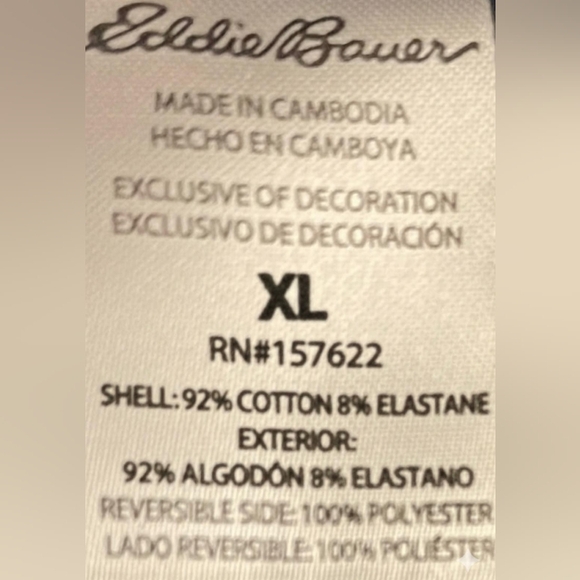 Eddie Bauer
MADE IN CAMBODIA
HECHO EN CAMBOYA
EXCLUSIVE OF DECORATION
EXCLUSIVO DE DECORACIÓN
XL
RN#157622
SHELL: 92% COTTON 8% ELASTANE
EXTERIOR:
92% ALGODÓN 8% ELASTANO
REVERSIBLE SIDE: 100% POLYESTER
LADO REVERSIBLE: 100% POLIÉSTER